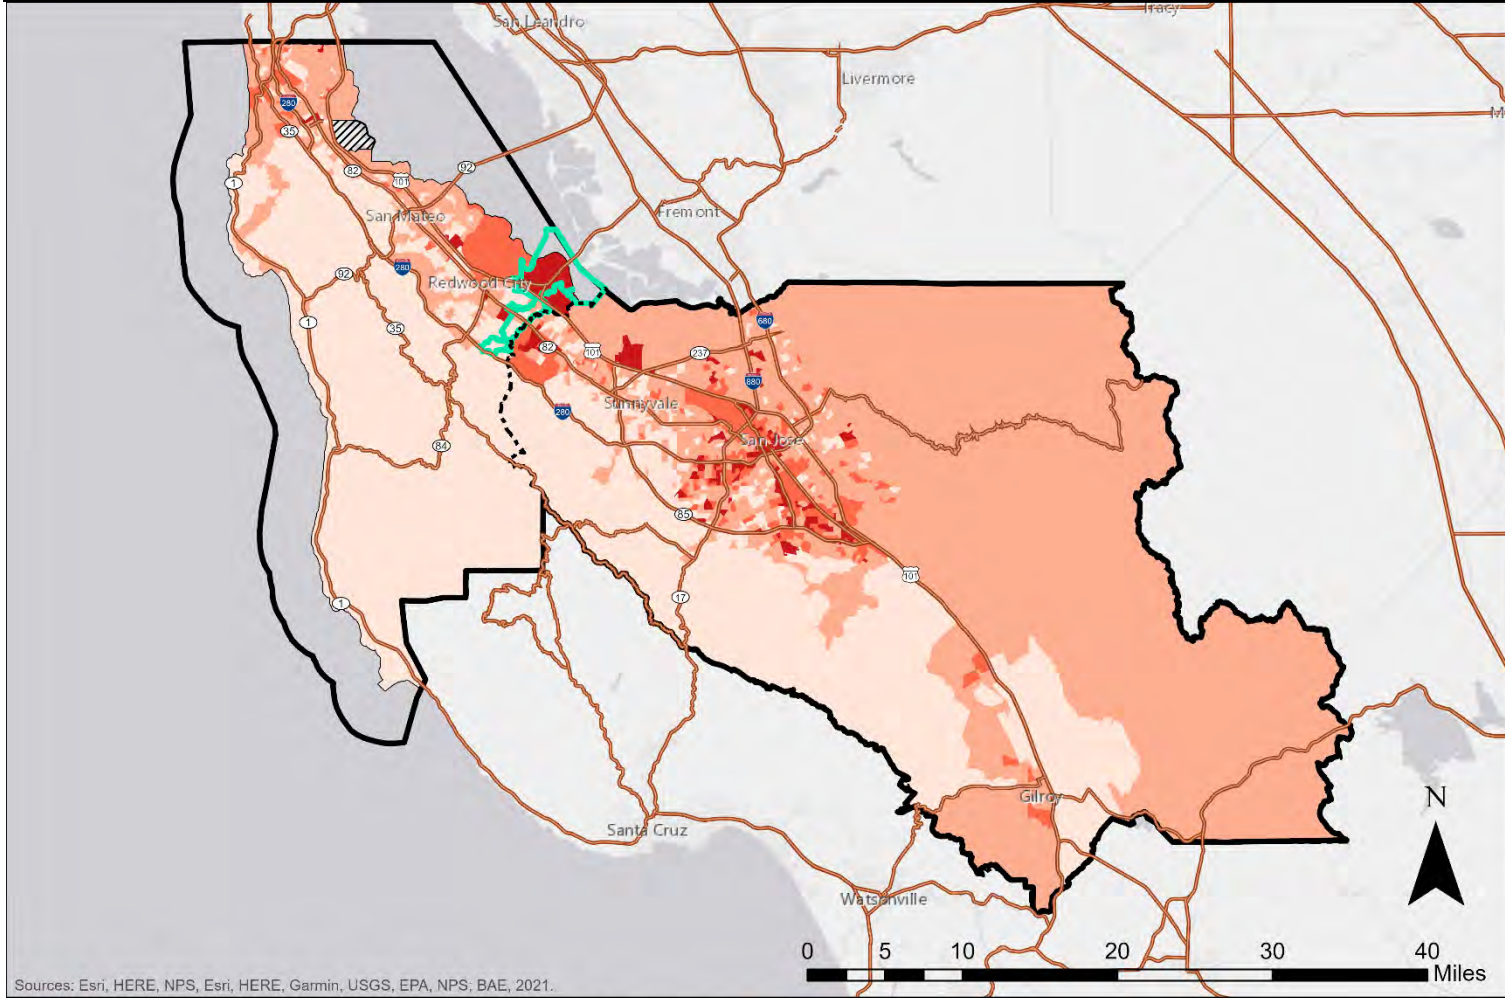 San Leandro
Tracy
Livermore
280
35
82
101
92
1
San Mateo
Fremont
92
280
Redwood City
1
35
680
82
101
237
880
280
Sunnyvale
San Jose
84
85
101
1
17
Gilroy
N
Santa Cruz
Watsonville
0 5 10 20 30 40
Miles
Sources: Esri, HERE, NPS, Esri, HERE, Garmin, USGS, EPA, NPS; BAE, 2021.